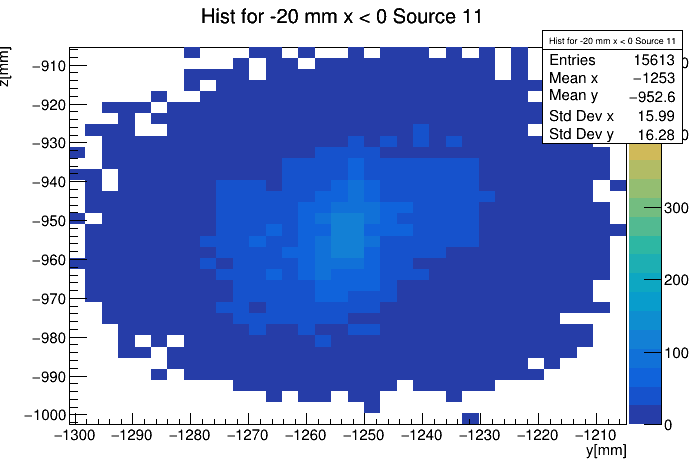 Hist for -20 mm x < 0 Source 11
z[mm]
Hist for -20 mm x < 0 Source 11
Entries 15613
Mean x −1253
Mean y −952.6
Std Dev x 15.99
Std Dev y 16.28
−910
−920
−930
−940
−950
−960
−970
−980
−990
−1000
300
200
100
0
−1300 −1290 −1280 −1270 −1260 −1250 −1240 −1230 −1220 −1210
y[mm]